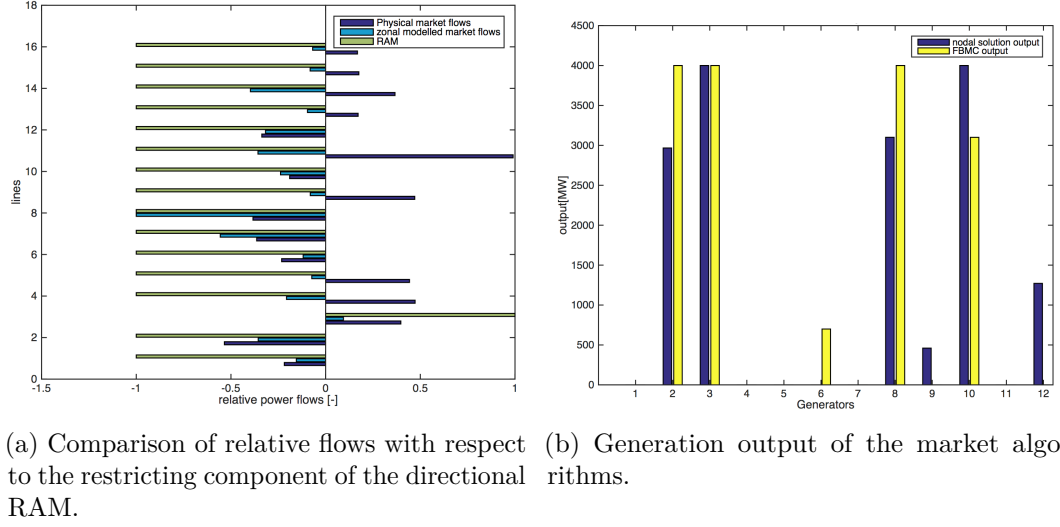 18
16
14
12
10
8
6
4
2
0
lines
-1.5
-1
-0.5
0
0.5
1
relative power flows [-]
Physical market flows
zonal modelled market flows
RAM
4500
4000
3500
3000
2500
2000
1500
1000
500
0
output[MW]
1
2
3
4
5
6
7
8
9
10
11
12
Generators
nodal solution output
FBMC output
(a) Comparison of relative flows with respect
to the restricting component of the directional
RAM.
(b) Generation output of the market algo
rithms.